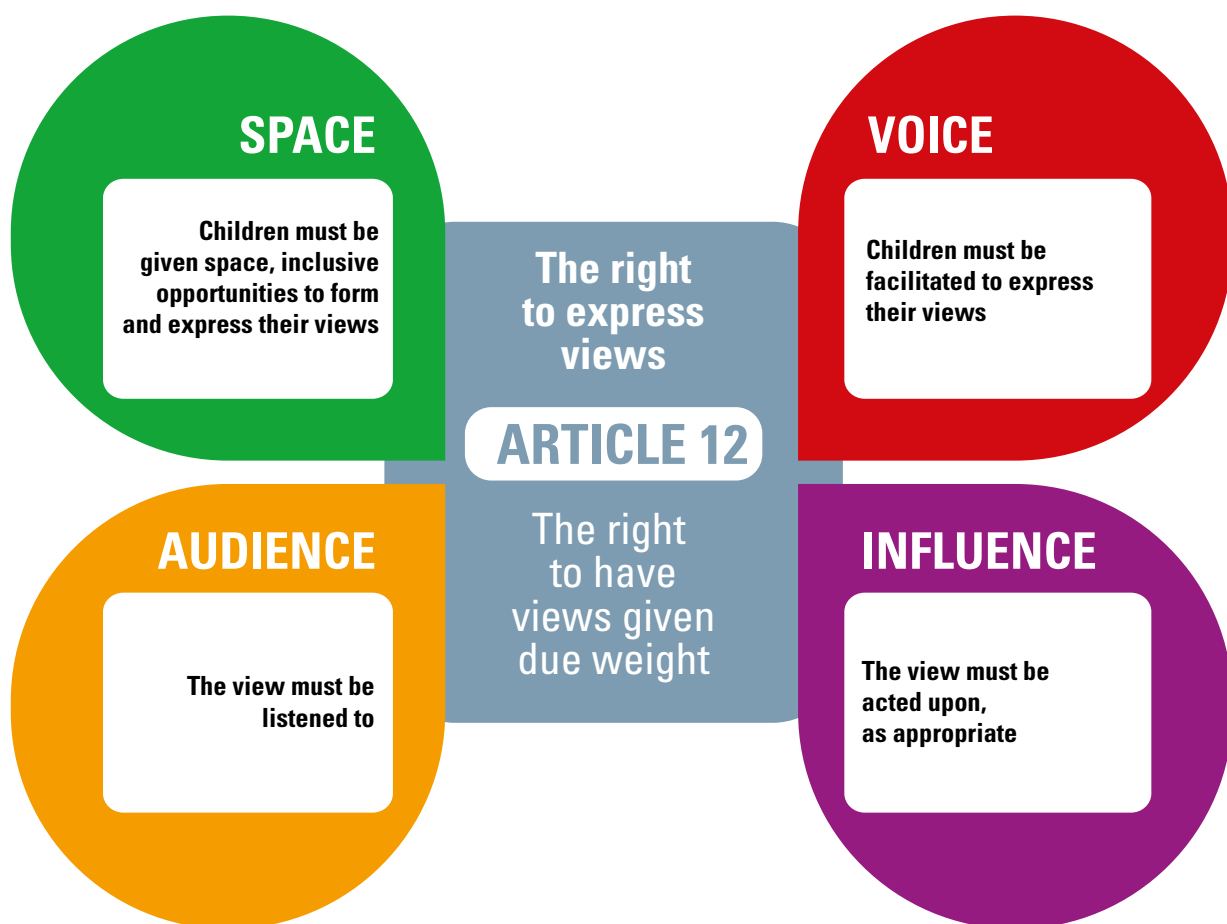 SPACE
Children must be
given space, inclusive
opportunities to form
and express their views
VOICE
Children must be
facilitated to express
their views
The right
to express
views
ARTICLE 12
The right
to have
views given
due weight
AUDIENCE
The view must be
listened to
INFLUENCE
The view must be
acted upon,
as appropriate